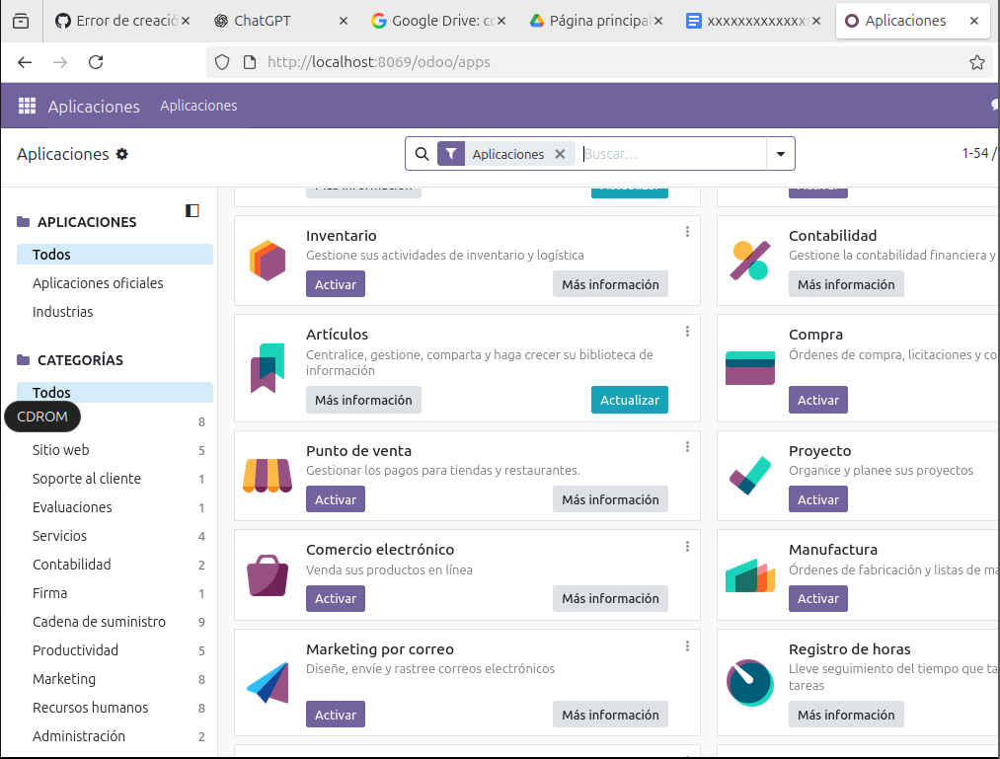 Error de creació
ChatGPT
Google Drive: co
Página principal
xxxxxxxxxxxxxx
Aplicaciones
http://localhost:8069/odoo/apps
Aplicaciones
Aplicaciones
Aplicaciones
Aplicaciones
Buscar...
1-54 /
APLICACIONES
Todos
Aplicaciones oficiales
Industrias
CATEGORÍAS
Todos
CDROM
8
Sitio web 5
Soporte al cliente 1
Evaluaciones 1
Servicios 4
Contabilidad 2
Firma 1
Cadena de suministro 9
Productividad 5
Marketing 8
Recursos humanos 8
Administración 2
Más información
Actualizar
Activar
Inventario
Gestione sus actividades de inventario y logística
Activar
Más información
Contabilidad
Gestione la contabilidad financiera y
Más información
Artículos
Centralice, gestione, comparta y haga crecer su biblioteca de
información
Más información
Actualizar
Compra
Órdenes de compra, licitaciones y co
Activar
Punto de venta
Gestionar los pagos para tiendas y restaurantes.
Activar
Más información
Proyecto
Organice y planee sus proyectos
Activar
Comercio electrónico
Venda sus productos en línea
Activar
Más información
Manufactura
Órdenes de fabricación y listas de ma
Activar
Marketing por correo
Diseñe, envíe y rastree correos electrónicos
Activar
Más información
Registro de horas
Lleve seguimiento del tiempo que ta
tareas
Más información